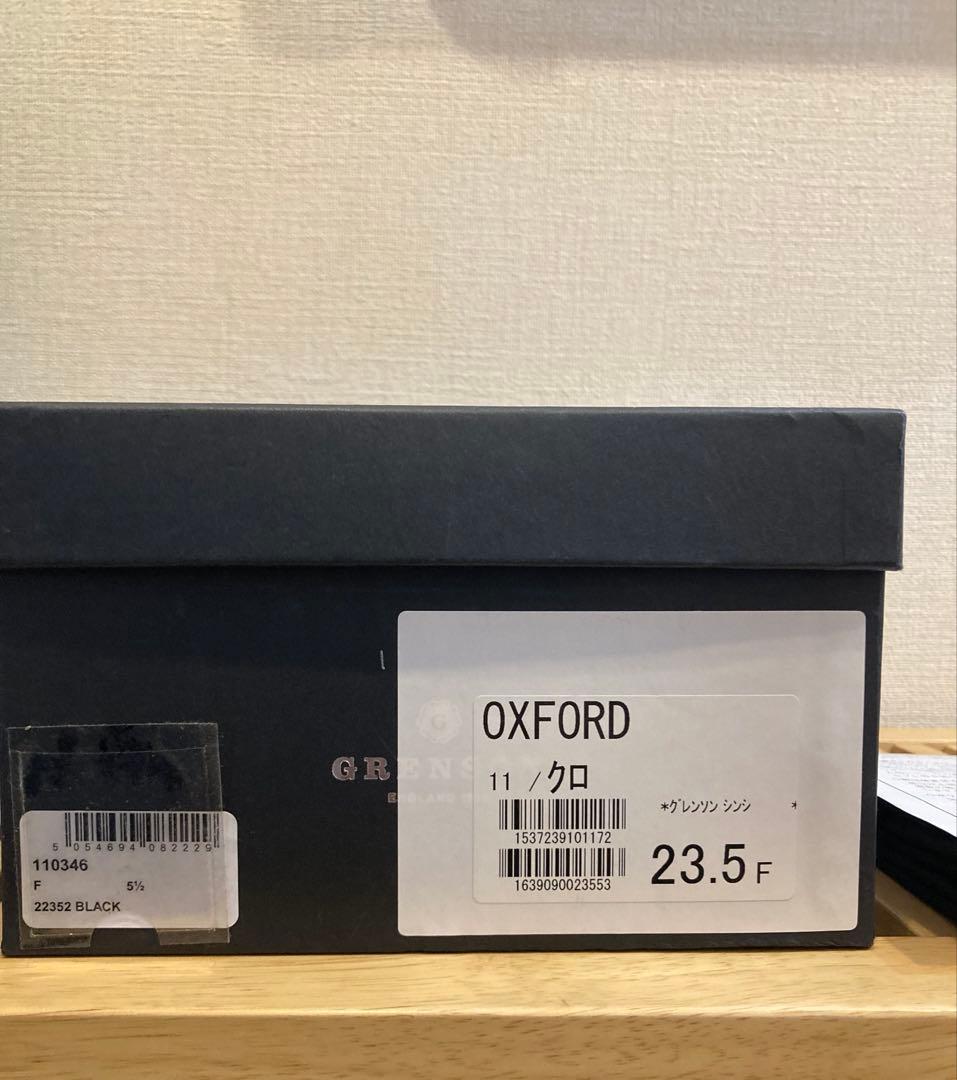 GRENS
OXFORD
11 /クロ
1537239101172
1639090023553
*グレンソン シンシ *
23.5 F
5 054694 082229
110346
F 5½
22352 BLACK